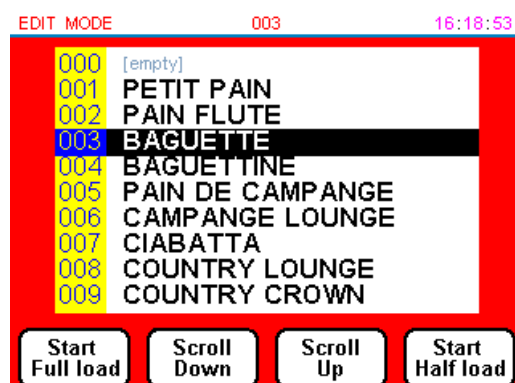 EDIT MODE 003 16:18:53
000 [empty]
001 PETIT PAIN
002 PAIN FLUTE
003 BAGUETTE
004 BAGUETTINE
005 PAIN DE CAMPANGE
006 CAMPANGE LOUNGE
007 CIABATTA
008 COUNTRY LOUNGE
009 COUNTRY CROWN
Start Scroll Scroll Start
Full load Down Up Half load